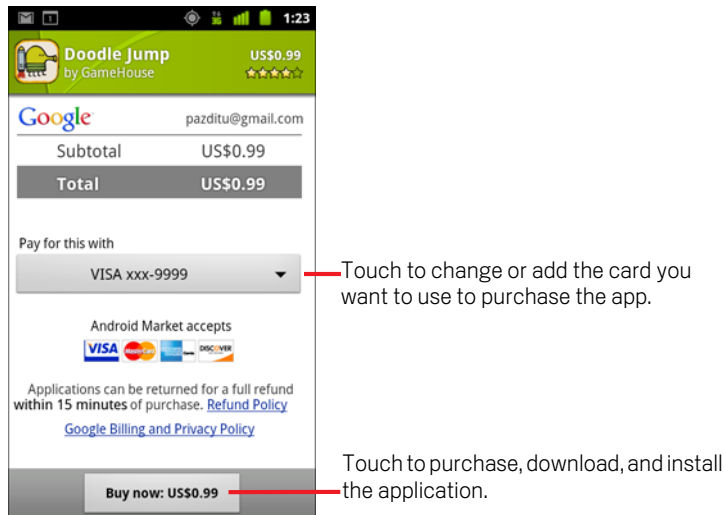 1:23
Doodle Jump US$0.99
by GameHouse
Google pazditu@gmail.com
Subtotal US$0.99
Total US$0.99
Pay for this with
VISA xxx-9999
Touch to change or add the card you
want to use to purchase the app.
Android Market accepts
VISA MasterCard DISCOVER
Applications can be returned for a full refund
within 15 minutes of purchase. Refund Policy
Google Billing and Privacy Policy
Touch to purchase, download, and install
the application.
Buy now: US$0.99